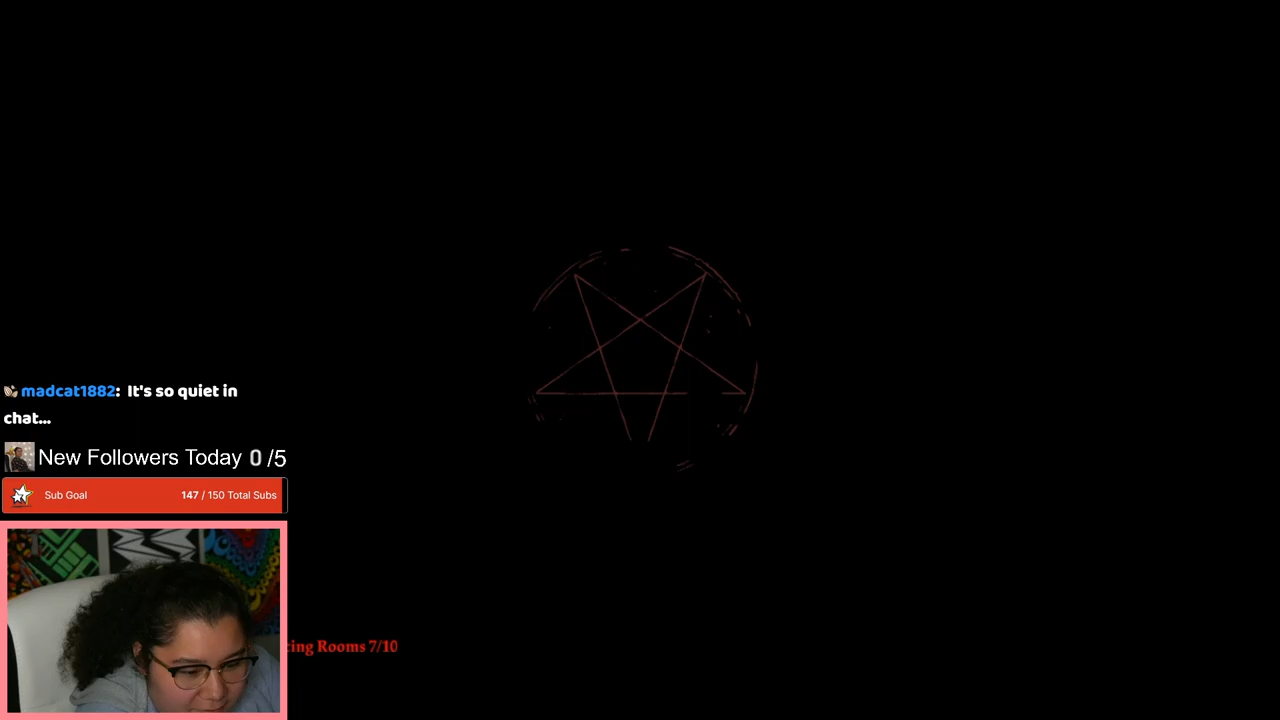 madcat1882: It's so quiet in
chat...
New Followers Today 0 /5
Sub Goal 147 / 150 Total Subs
Rooms 7/10